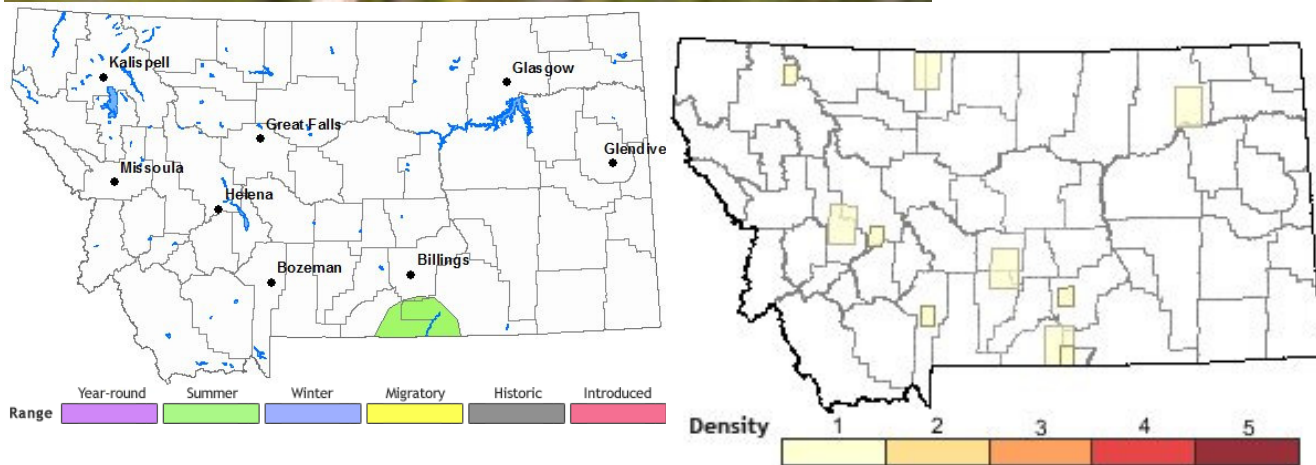 Kalispell
Glasgow
Great Falls
Glendive
Missoula
Helena
Bozeman
Billings
Year-round Summer Winter Migratory Historic Introduced
Range
Density 1 2 3 4 5